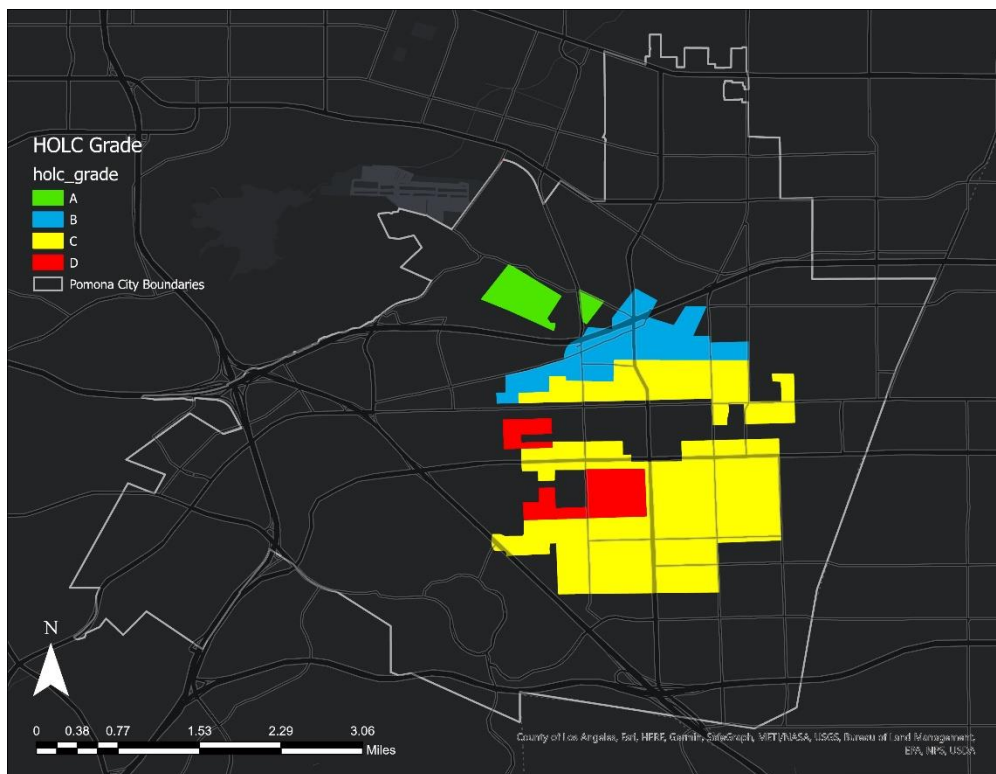 HOLC Grade
holc_grade
A
B
C
D
Pomona City Boundaries
N
0 0.38 0.77 1.53 2.29 3.06
Miles
County of Los Angeles, Esri, HERE, Garmin, SafeGraph, METI/NASA, USGS, Bureau of Land Management,
EPA, NPS, USDA